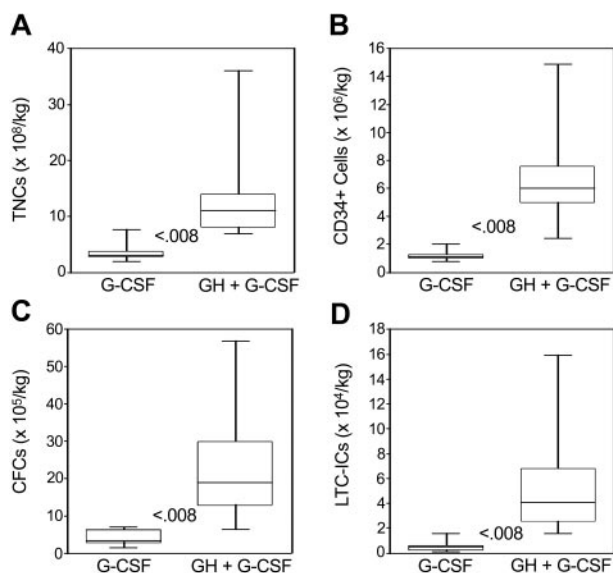 A
TNCs (x 10⁸/kg)
40
30
20
10
0
<.008
G-CSF
GH + G-CSF
B
CD34+ Cells (x 10⁶/kg)
16
14
12
10
8
6
4
2
0
<.008
G-CSF
GH + G-CSF
C
CFCs (x 10⁵/kg)
60
50
40
30
20
10
0
<.008
G-CSF
GH + G-CSF
D
LTC-ICs (x 10⁴/kg)
18
16
14
12
10
8
6
4
2
0
<.008
G-CSF
GH + G-CSF